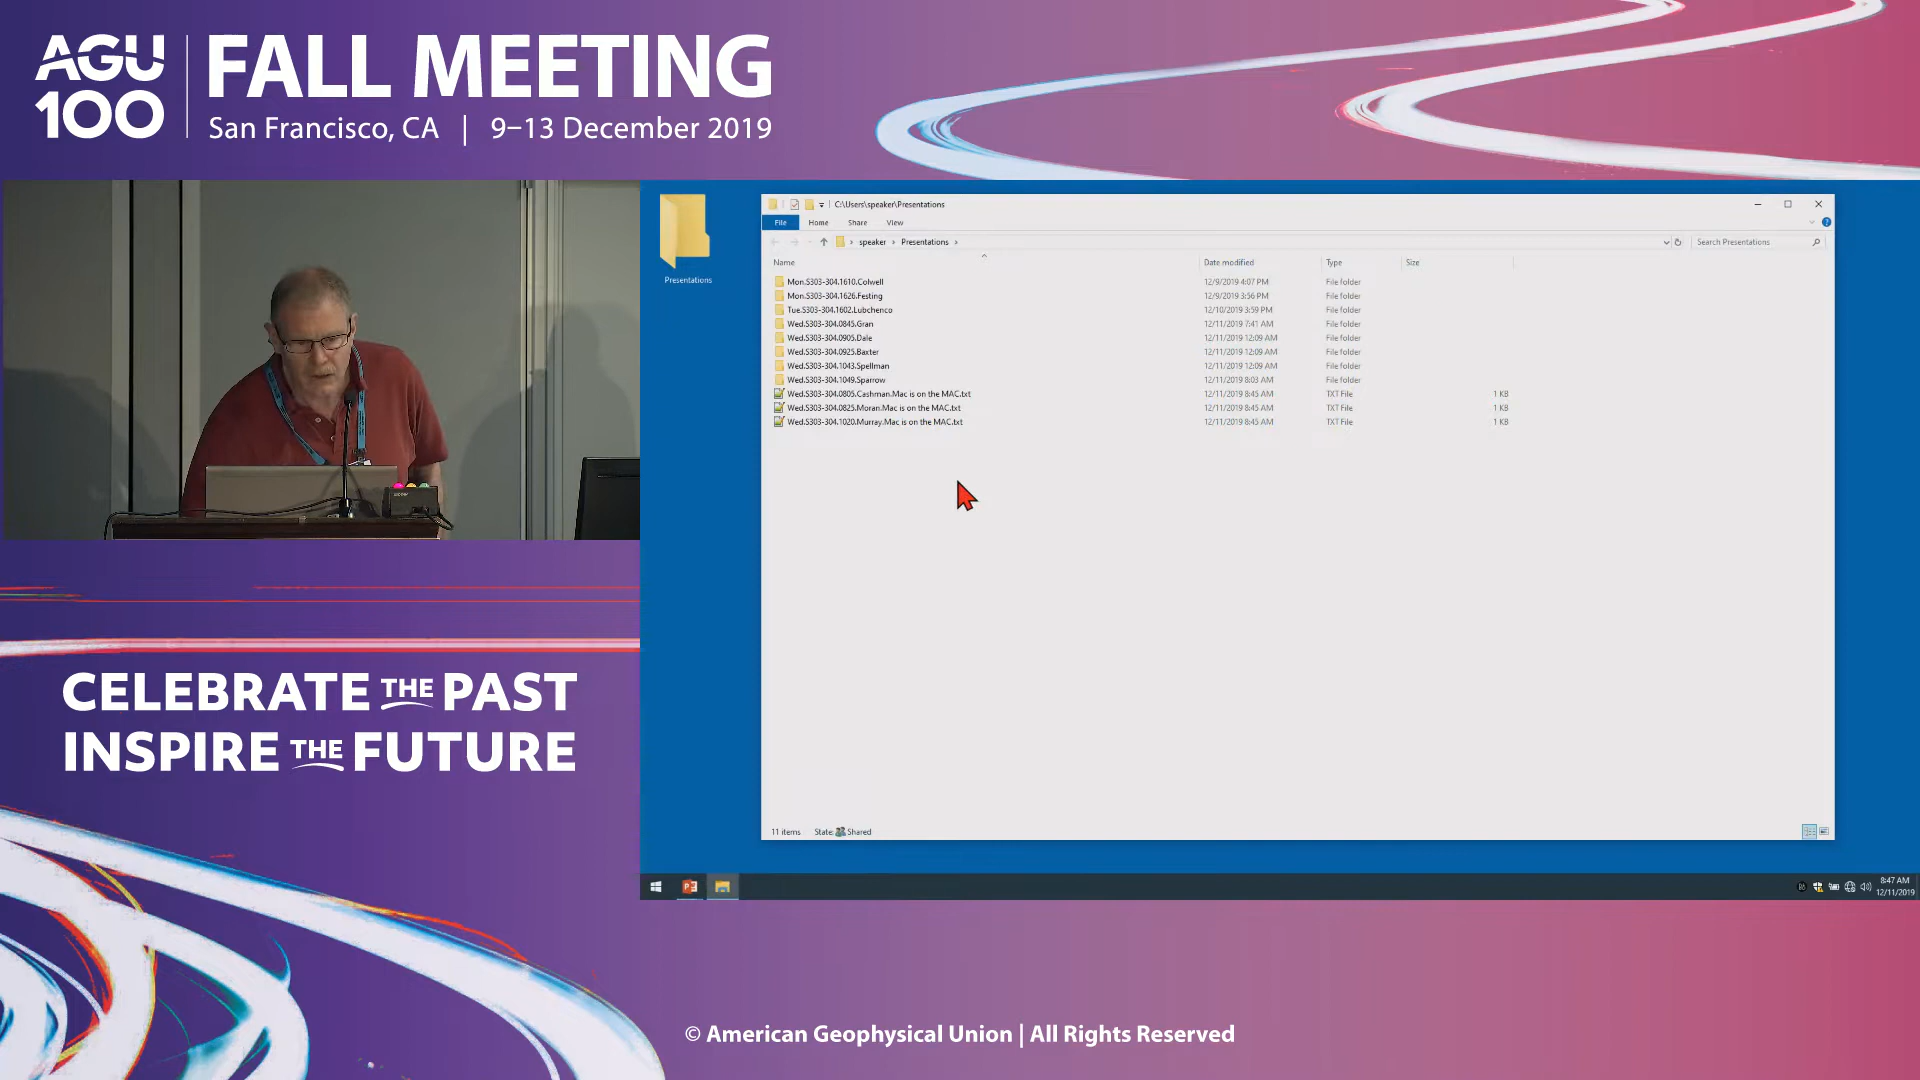 AGU 100
FALL MEETING
San Francisco, CA | 9–13 December 2019
Presentations
C:\Users\speaker\Presentations
File Home Share View
speaker › Presentations ›
Search Presentations
Name Date modified Type Size
Mon.S303-304.1610.Colwell 12/9/2019 4:07 PM File folder
Mon.S303-304.1626.Festing 12/9/2019 3:56 PM File folder
Tue.S303-304.1602.Lubchenco 12/10/2019 3:59 PM File folder
Wed.S303-304.0845.Gran 12/11/2019 7:41 AM File folder
Wed.S303-304.0905.Dale 12/11/2019 12:09 AM File folder
Wed.S303-304.0925.Baxter 12/11/2019 12:09 AM File folder
Wed.S303-304.1043.Spellman 12/11/2019 12:09 AM File folder
Wed.S303-304.1049.Sparrow 12/11/2019 8:03 AM File folder
Wed.S303-304.0805.Cashman.Mac is on the MAC.txt 12/11/2019 8:45 AM TXT File 1 KB
Wed.S303-304.0825.Moran.Mac is on the MAC.txt 12/11/2019 8:45 AM TXT File 1 KB
Wed.S303-304.1020.Murray.Mac is on the MAC.txt 12/11/2019 8:45 AM TXT File 1 KB
11 items State: Shared
8:47 AM
12/11/2019
CELEBRATE THE PAST
INSPIRE THE FUTURE
© American Geophysical Union | All Rights Reserved